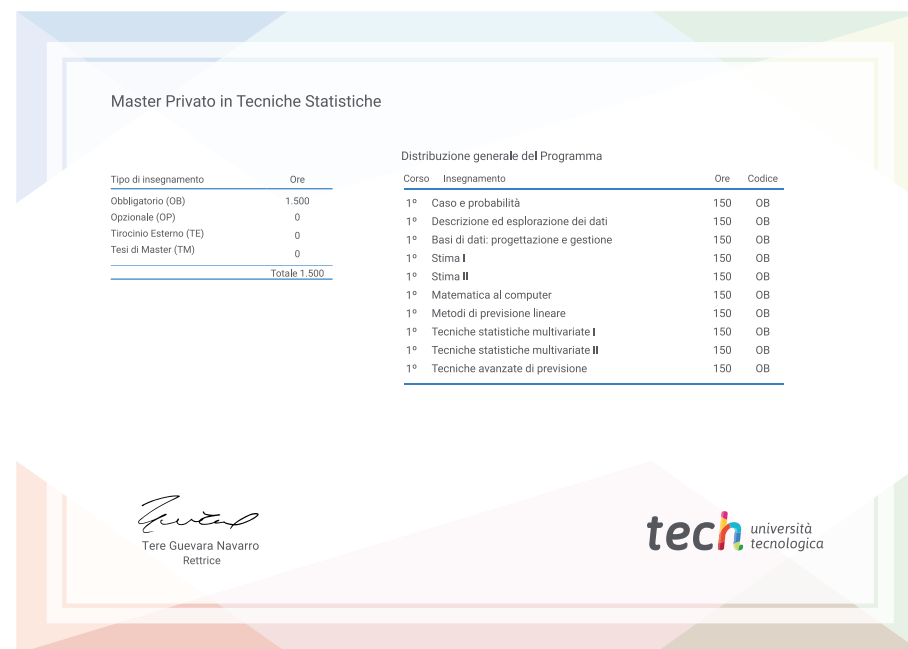 Master Privato in Tecniche Statistiche
Tipo di insegnamento Ore
Obbligatorio (OB) 1.500
Opzionale (OP) 0
Tirocinio Esterno (TE) 0
Tesi di Master (TM) 0
Totale 1.500
Distribuzione generale del Programma
Corso Insegnamento Ore Codice
1º Caso e probabilità 150 OB
1º Descrizione ed esplorazione dei dati 150 OB
1º Basi di dati: progettazione e gestione 150 OB
1º Stima I 150 OB
1º Stima II 150 OB
1º Matematica al computer 150 OB
1º Metodi di previsione lineare 150 OB
1º Tecniche statistiche multivariate I 150 OB
1º Tecniche statistiche multivariate II 150 OB
1º Tecniche avanzate di previsione 150 OB
Tere Guevara Navarro
Rettrice
tech università
tecnologica